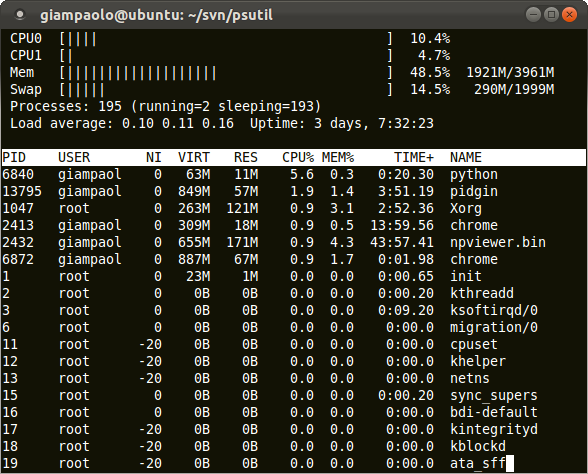 giampaolo@ubuntu: ~/svn/psutil
CPU0 [|||| ] 10.4%
CPU1 [| ] 4.7%
Mem [||||||||||||||||||| ] 48.5% 1921M/3961M
Swap [||||| ] 14.5% 290M/1999M
Processes: 195 (running=2 sleeping=193)
Load average: 0.10 0.11 0.16 Uptime: 3 days, 7:32:23
PID USER NI VIRT RES CPU% MEM% TIME+ NAME
6840 giampaol 0 63M 11M 5.6 0.3 0:20.30 python
13795 giampaol 0 849M 57M 1.9 1.4 3:51.19 pidgin
1047 root 0 263M 121M 0.9 3.1 2:52.36 Xorg
2413 giampaol 0 309M 18M 0.9 0.5 13:59.56 chrome
2432 giampaol 0 655M 171M 0.9 4.3 43:57.41 npviewer.bin
6872 giampaol 0 887M 67M 0.9 1.7 0:01.98 chrome
1 root 0 23M 1M 0.0 0.0 0:00.65 init
2 root 0 0B 0B 0.0 0.0 0:00.20 kthreadd
3 root 0 0B 0B 0.0 0.0 0:09.20 ksoftirqd/0
6 root 0 0B 0B 0.0 0.0 0:00.0 migration/0
11 root -20 0B 0B 0.0 0.0 0:00.0 cpuset
12 root -20 0B 0B 0.0 0.0 0:00.0 khelper
13 root -20 0B 0B 0.0 0.0 0:00.0 netns
15 root 0 0B 0B 0.0 0.0 0:00.20 sync_supers
16 root 0 0B 0B 0.0 0.0 0:00.0 bdi-default
17 root -20 0B 0B 0.0 0.0 0:00.0 kintegrityd
18 root -20 0B 0B 0.0 0.0 0:00.0 kblockd
19 root -20 0B 0B 0.0 0.0 0:00.0 ata_sff